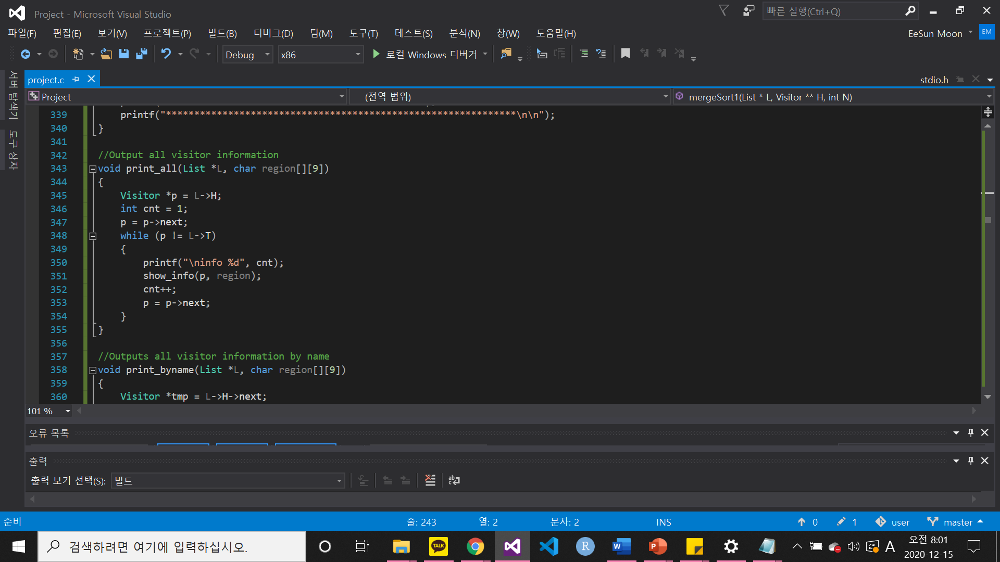 Project - Microsoft Visual Studio
빠른 실행(Ctrl+Q)
파일(F) 편집(E) 보기(V) 프로젝트(P) 빌드(B) 디버그(D) 팀(M) 도구(T) 테스트(S) 분석(N) 창(W) 도움말(H)
EeSun Moon EM
Debug x86 로컬 Windows 디버거
서버 탐색기
도구 상자
project.c
stdio.h
Project
(전역 범위)
mergeSort1(List * L, Visitor ** H, int N)
339 printf("**************************************************************\n\n");
340 }
341
342 //Output all visitor information
343 void print_all(List *L, char region[][9])
344 {
345 Visitor *p = L->H;
346 int cnt = 1;
347 p = p->next;
348 while (p != L->T)
349 {
350 printf("\ninfo %d", cnt);
351 show_info(p, region);
352 cnt++;
353 p = p->next;
354 }
355 }
356
357 //Outputs all visitor information by name
358 void print_byname(List *L, char region[][9])
359 {
360 Visitor *tmp = L->H->next;
101 %
오류 목록
출력
출력 보기 선택(S): 빌드
준비 줄: 243 열: 2 문자: 2 INS 0 1 user master
검색하려면 여기에 입력하십시오.
TALK
R
W
P
A
오전 8:01
2020-12-15